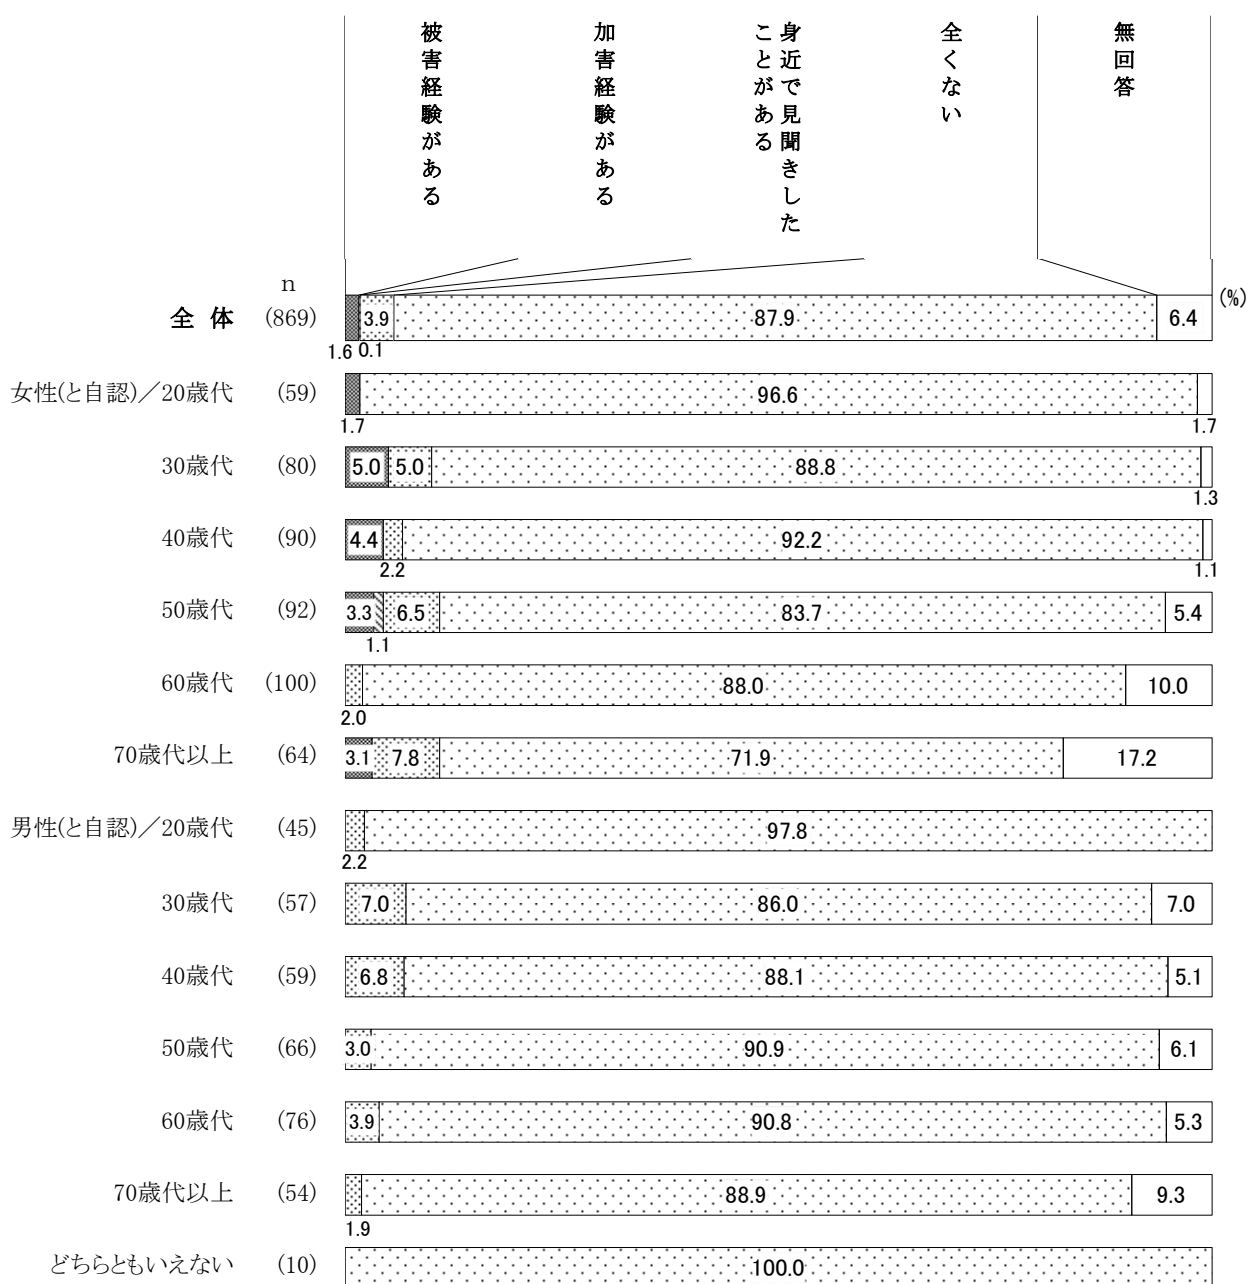 被害経験がある
加害経験がある
身近で見聞きした
ことがある
全くない
無回答
n
(%)
全 体 (869) 3.9 87.9 6.4
1.6 0.1
女性(と自認)／20歳代 (59) 96.6
1.7 1.7
30歳代 (80) 5.0 5.0 88.8
1.3
40歳代 (90) 4.4 92.2
2.2 1.1
50歳代 (92) 3.3 6.5 83.7 5.4
1.1
60歳代 (100) 88.0 10.0
2.0
70歳代以上 (64) 3.1 7.8 71.9 17.2
男性(と自認)／20歳代 (45) 97.8
2.2
30歳代 (57) 7.0 86.0 7.0
40歳代 (59) 6.8 88.1 5.1
50歳代 (66) 3.0 90.9 6.1
60歳代 (76) 3.9 90.8 5.3
70歳代以上 (54) 88.9 9.3
1.9
どちらともいえない (10) 100.0